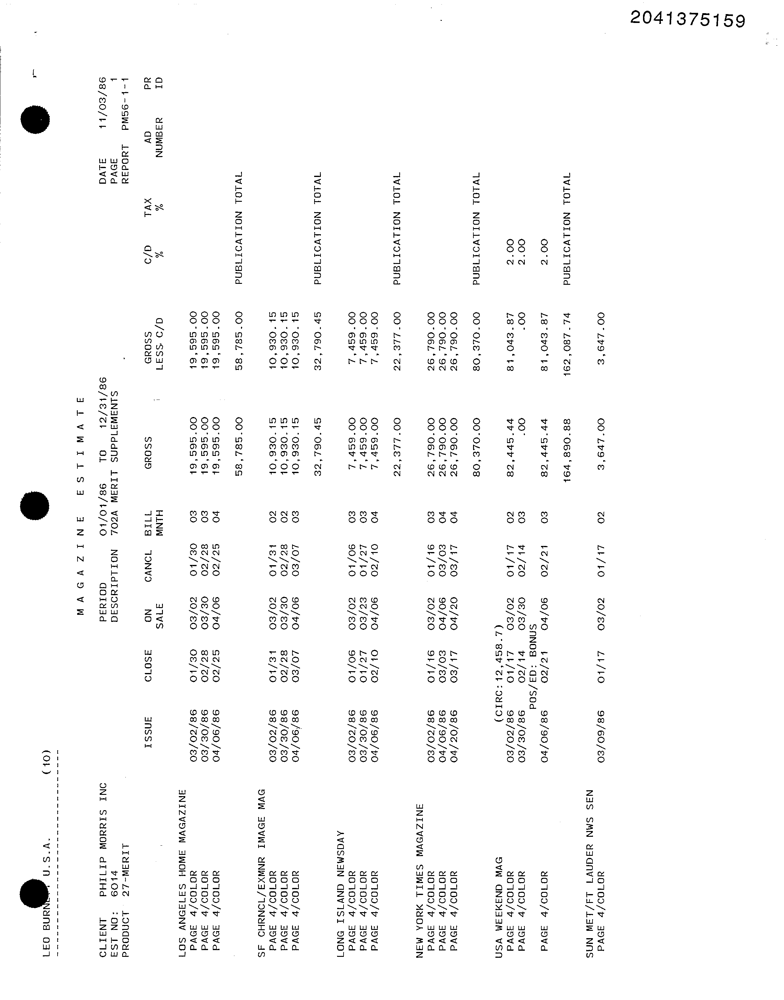 2041375159
LEO BURNETT, U.S.A. (10)
MAGAZINE ESTIMATE
CLIENT PHILIP MORRIS INC PERIOD 01/01/86 TO 12/31/86 DATE 11/03/86
EST NO: 6014 DESCRIPTION 702A MERIT SUPPLEMENTS PAGE 1
PRODUCT 27-MERIT REPORT PM56-1-1
ISSUE CLOSE ON CANCL BILL GROSS GROSS C/D TAX AD PR
SALE MNTH LESS C/D % % NUMBER ID
LOS ANGELES HOME MAGAZINE
PAGE 4/COLOR 03/02/86 01/30 03/02 01/30 03 19,595.00 19,595.00
PAGE 4/COLOR 03/30/86 02/28 03/30 02/28 03 19,595.00 19,595.00
PAGE 4/COLOR 04/06/86 02/25 04/06 02/25 04 19,595.00 19,595.00
58,785.00 58,785.00 PUBLICATION TOTAL
SF CHRNCL/EXMNR IMAGE MAG
PAGE 4/COLOR 03/02/86 01/31 03/02 01/31 02 10,930.15 10,930.15
PAGE 4/COLOR 03/30/86 02/28 03/30 02/28 02 10,930.15 10,930.15
PAGE 4/COLOR 04/06/86 03/07 04/06 03/07 03 10,930.15 10,930.15
32,790.45 32,790.45 PUBLICATION TOTAL
LONG ISLAND NEWSDAY
PAGE 4/COLOR 03/02/86 01/06 03/02 01/06 03 7,459.00 7,459.00
PAGE 4/COLOR 03/30/86 01/27 03/23 01/27 03 7,459.00 7,459.00
PAGE 4/COLOR 04/06/86 02/10 04/06 02/10 04 7,459.00 7,459.00
22,377.00 22,377.00 PUBLICATION TOTAL
NEW YORK TIMES MAGAZINE
PAGE 4/COLOR 03/02/86 01/16 03/02 01/16 03 26,790.00 26,790.00
PAGE 4/COLOR 04/06/86 03/03 04/06 03/03 04 26,790.00 26,790.00
PAGE 4/COLOR 04/20/86 03/17 04/20 03/17 04 26,790.00 26,790.00
80,370.00 80,370.00 PUBLICATION TOTAL
USA WEEKEND MAG (CIRC:12,458.7)
PAGE 4/COLOR 03/02/86 01/17 03/02 01/17 02 82,445.44 81,043.87 2.00
PAGE 4/COLOR 03/30/86 02/14 03/30 02/14 03 .00 .00 2.00
POS/ED: BONUS
PAGE 4/COLOR 04/06/86 02/21 04/06 02/21 03 82,445.44 81,043.87 2.00
164,890.88 162,087.74 PUBLICATION TOTAL
SUN MET/FT LAUDER NWS SEN
PAGE 4/COLOR 03/09/86 01/17 03/02 01/17 02 3,647.00 3,647.00